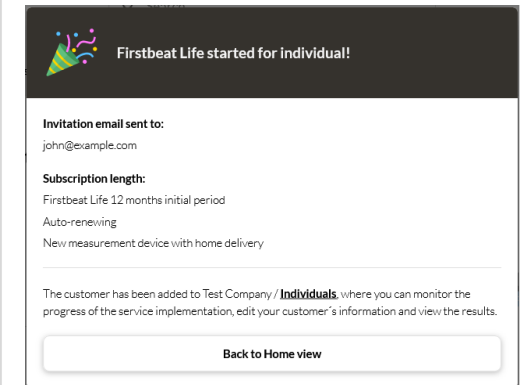 Firstbeat Life started for individual!
Invitation email sent to:
john@example.com
Subscription length:
Firstbeat Life 12 months initial period
Auto-renewing
New measurement device with home delivery
The customer has been added to Test Company / Individuals, where you can monitor the
progress of the service implementation, edit your customer´s information and view the results.
Back to Home view